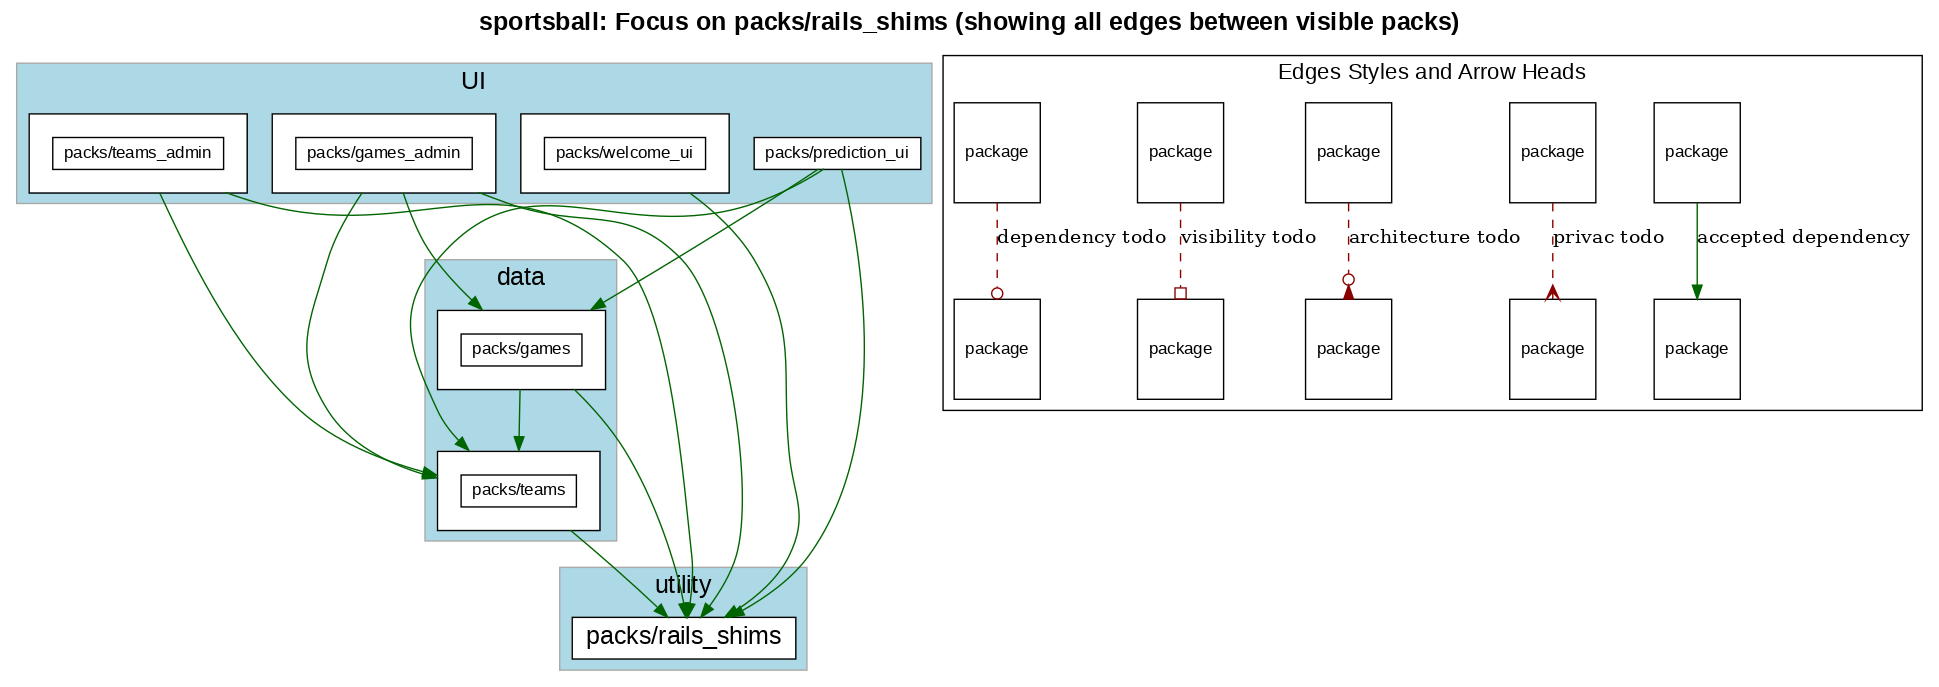 sportsball: Focus on packs/rails_shims (showing all edges between visible packs)
UI
packs/teams_admin
packs/games_admin
packs/welcome_ui
packs/prediction_ui
data
packs/games
packs/teams
utility
packs/rails_shims
Edges Styles and Arrow Heads
package
package
package
package
package
dependency todo
visibility todo
architecture todo
privac todo
accepted dependency
package
package
package
package
package